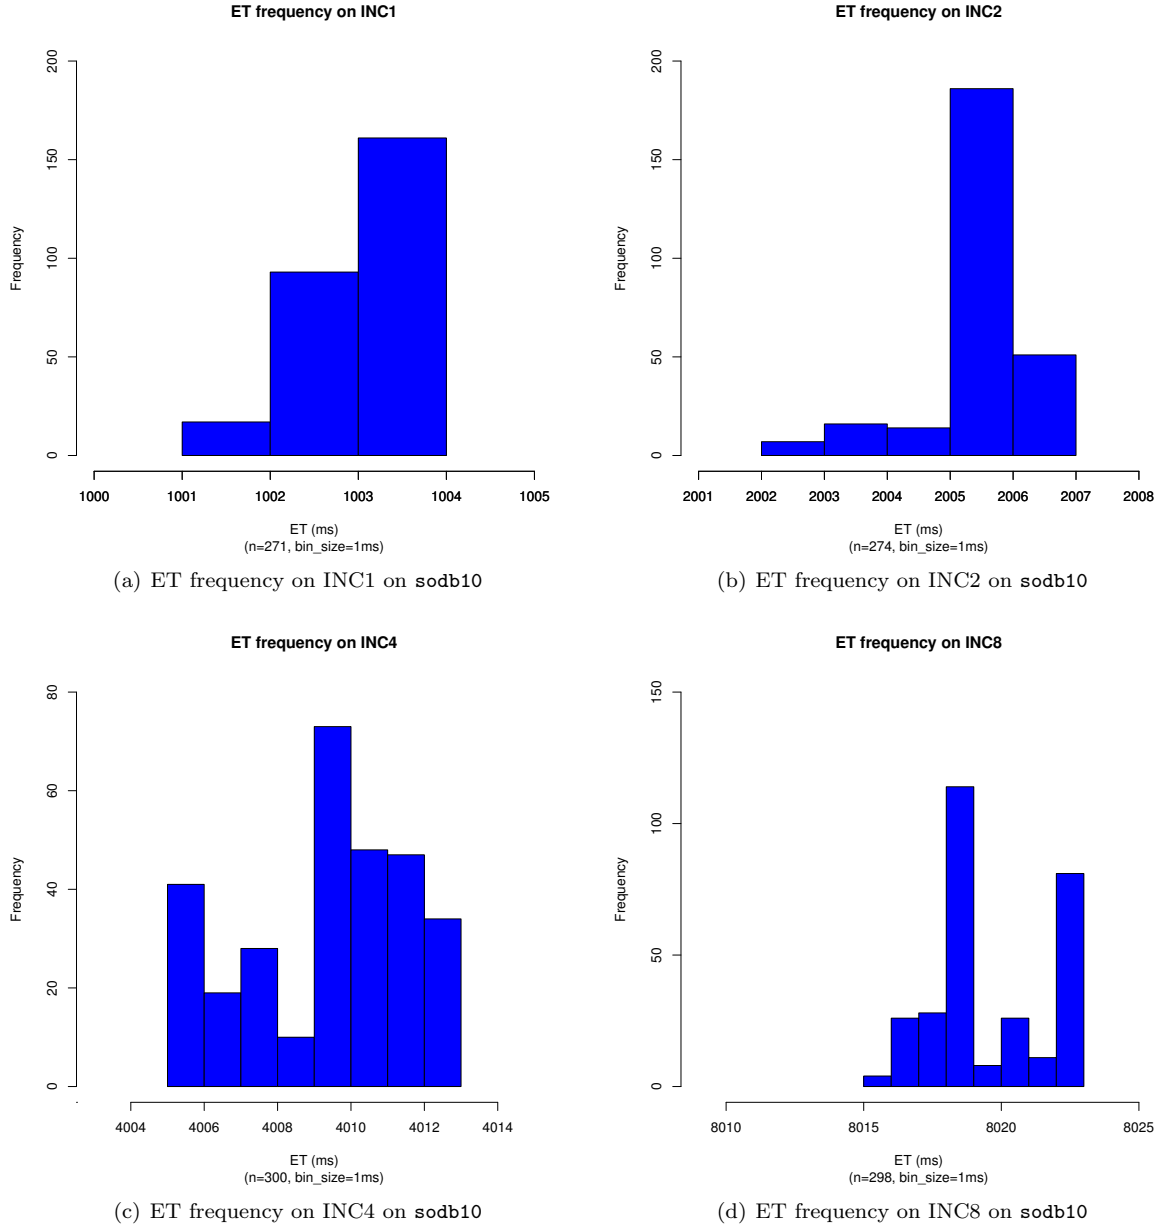 ET frequency on INC1
Frequency
0
50
100
150
200
1000 1001 1002 1003 1004 1005
ET (ms)
(n=271, bin_size=1ms)
(a) ET frequency on INC1 on sodb10
ET frequency on INC2
Frequency
0
50
100
150
200
2001 2002 2003 2004 2005 2006 2007 2008
ET (ms)
(n=274, bin_size=1ms)
(b) ET frequency on INC2 on sodb10
ET frequency on INC4
Frequency
0
20
40
60
80
4004 4006 4008 4010 4012 4014
ET (ms)
(n=300, bin_size=1ms)
(c) ET frequency on INC4 on sodb10
ET frequency on INC8
Frequency
0
50
100
150
8010 8015 8020 8025
ET (ms)
(n=298, bin_size=1ms)
(d) ET frequency on INC8 on sodb10